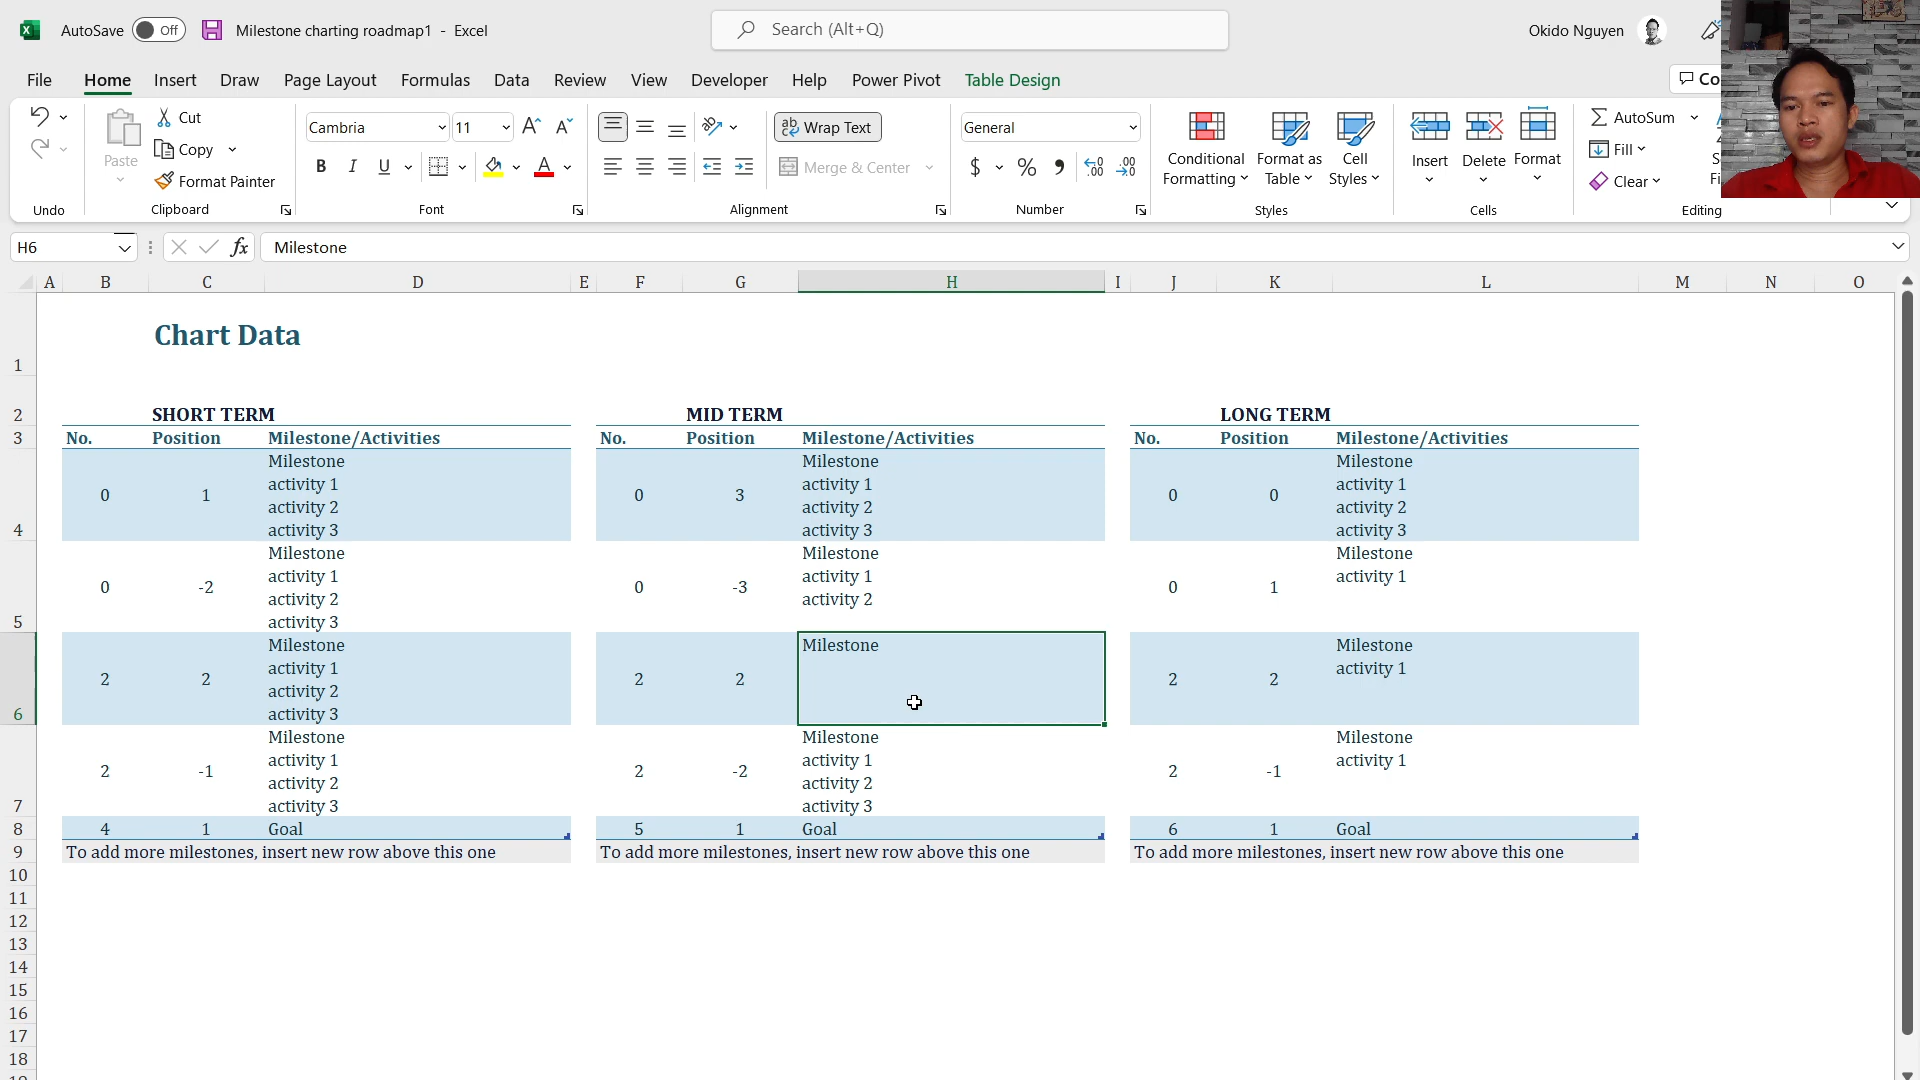 AutoSave Off Milestone charting roadmap1 - Excel Search (Alt+Q) Okido Nguyen
File Home Insert Draw Page Layout Formulas Data Review View Developer Help Power Pivot Table Design Co
Cut
Copy
Format Painter
Paste
Cambria 11
B I U A
ab Wrap Text
Merge & Center
General
$ % 9
Conditional Formatting
Format as Table
Cell Styles
Insert Delete Format
AutoSum
Fill
Clear
Undo Clipboard Font Alignment Number Styles Cells Editing
H6 fx Milestone
A B C D E F G H I J K L M N O
1 Chart Data
2 SHORT TERM MID TERM LONG TERM
3 No. Position Milestone/Activities No. Position Milestone/Activities No. Position Milestone/Activities
Milestone Milestone Milestone
activity 1 activity 1 activity 1
0 1 0 3 0 0
activity 2 activity 2 activity 2
4 activity 3 activity 3 activity 3
Milestone Milestone Milestone
activity 1 activity 1 activity 1
0 -2 0 -3 0 1
activity 2 activity 2
5 activity 3
Milestone Milestone Milestone
activity 1 activity 1
2 2 2 2 2 2
activity 2
6 activity 3
Milestone Milestone Milestone
activity 1 activity 1 activity 1
2 -1 2 -2 2 -1
activity 2 activity 2
7 activity 3 activity 3
8 4 1 Goal 5 1 Goal 6 1 Goal
9 To add more milestones, insert new row above this one To add more milestones, insert new row above this one To add more milestones, insert new row above this one
10
11
12
13
14
15
16
17
18